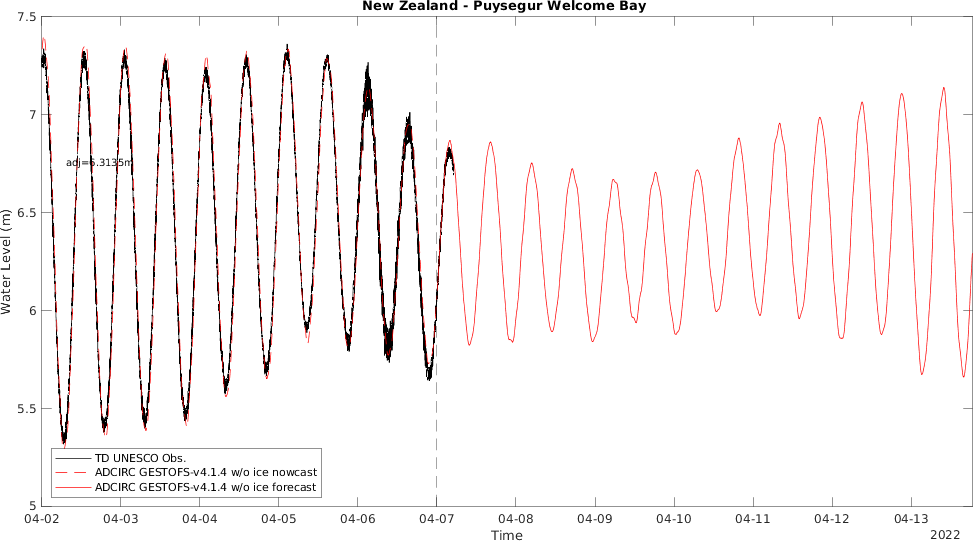 New Zealand - Puysegur Welcome Bay
7.5
7
6.5
6
5.5
5
Water Level (m)
adj=6.3135m
TD UNESCO Obs.
ADCIRC GESTOFS-v4.1.4 w/o ice nowcast
ADCIRC GESTOFS-v4.1.4 w/o ice forecast
04-02 04-03 04-04 04-05 04-06 04-07 04-08 04-09 04-10 04-11 04-12 04-13
Time
2022